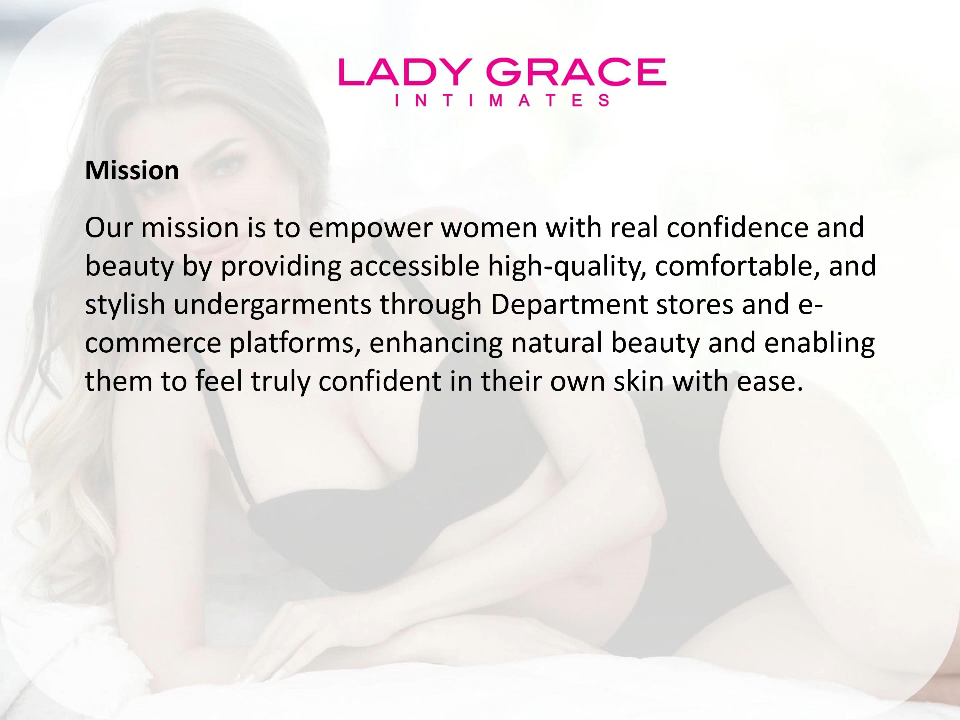 LADY GRACE
INTIMATES
Mission
Our mission is to empower women with real confidence and
beauty by providing accessible high-quality, comfortable, and
stylish undergarments through Department stores and e-
commerce platforms, enhancing natural beauty and enabling
them to feel truly confident in their own skin with ease.